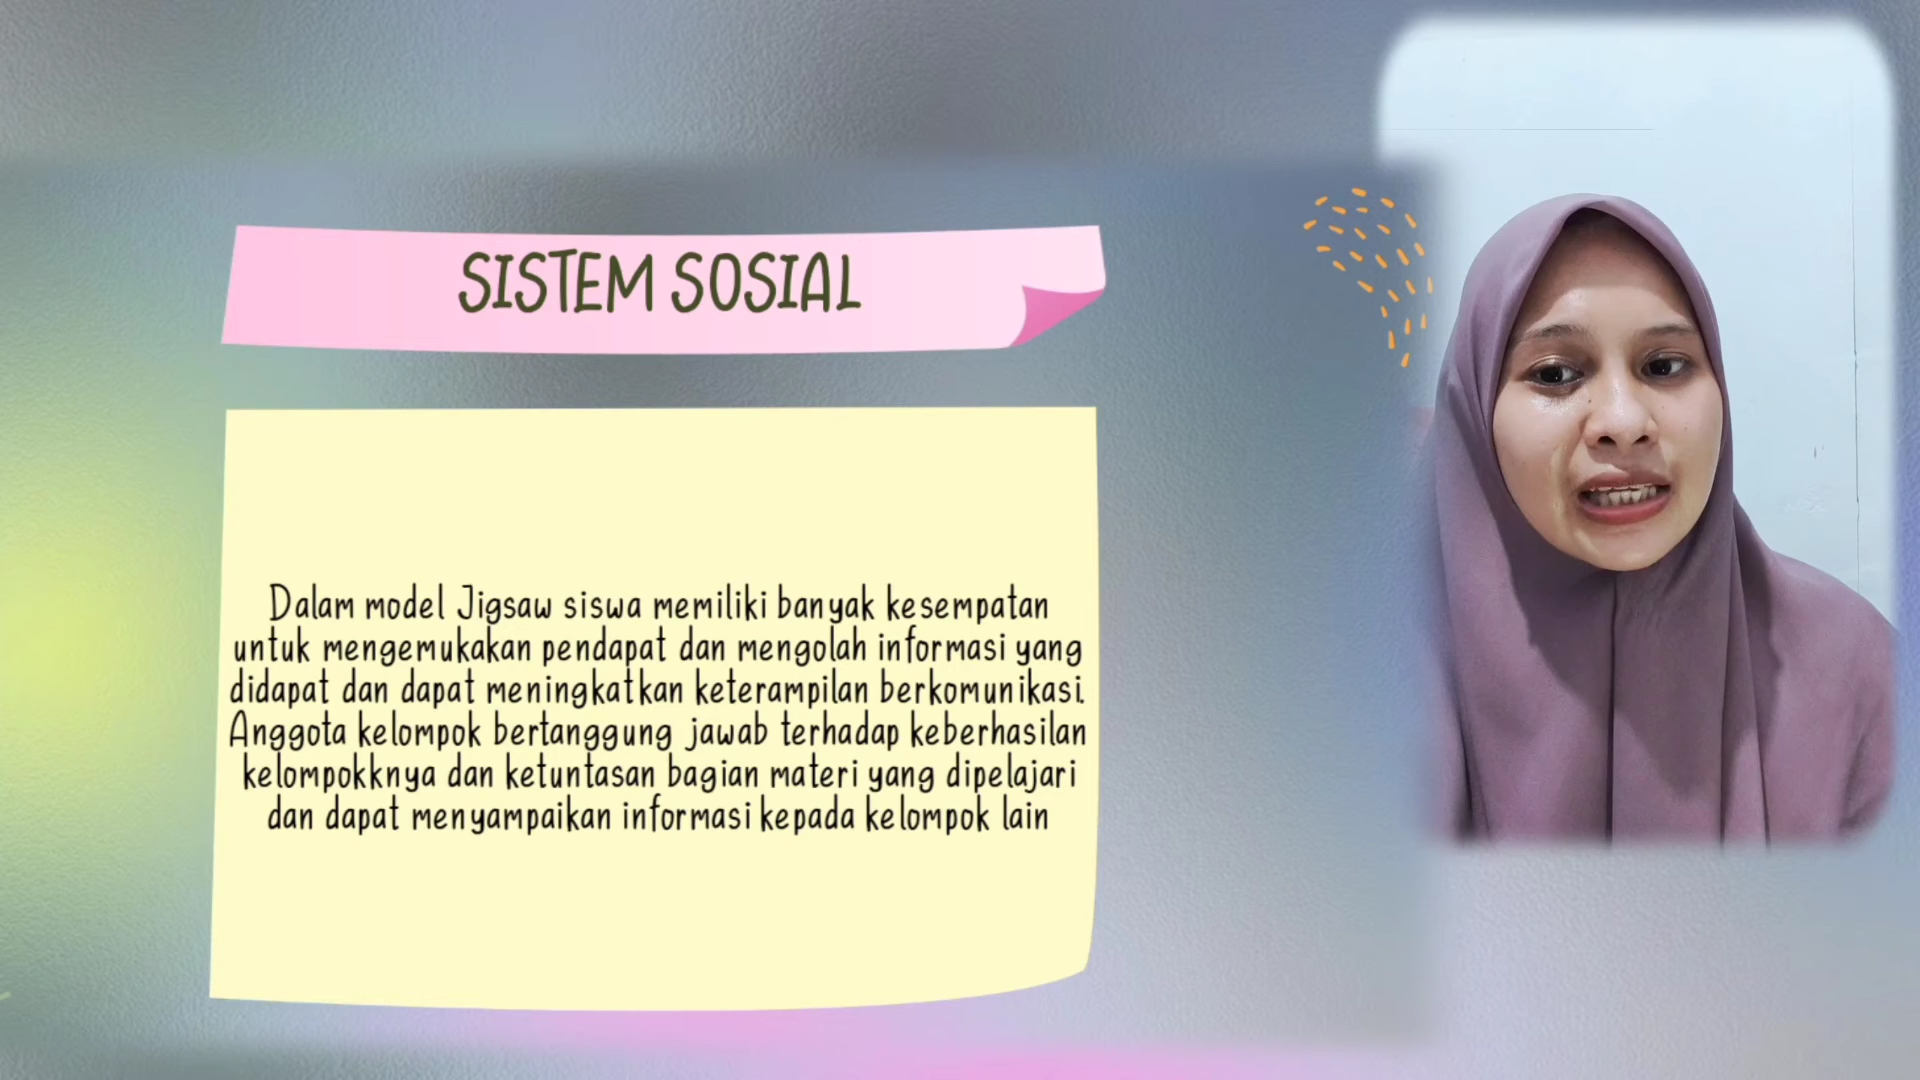 SISTEM SOSIAL
Dalam model Jigsaw siswa memiliki banyak kesempatan
untuk mengemukakan pendapat dan mengolah informasi yang
didapat dan dapat meningkatkan keterampilan berkomunikasi.
Anggota kelompok bertanggung jawab terhadap keberhasilan
kelompokknya dan ketuntasan bagian materi yang dipelajari
dan dapat menyampaikan informasi kepada kelompok lain